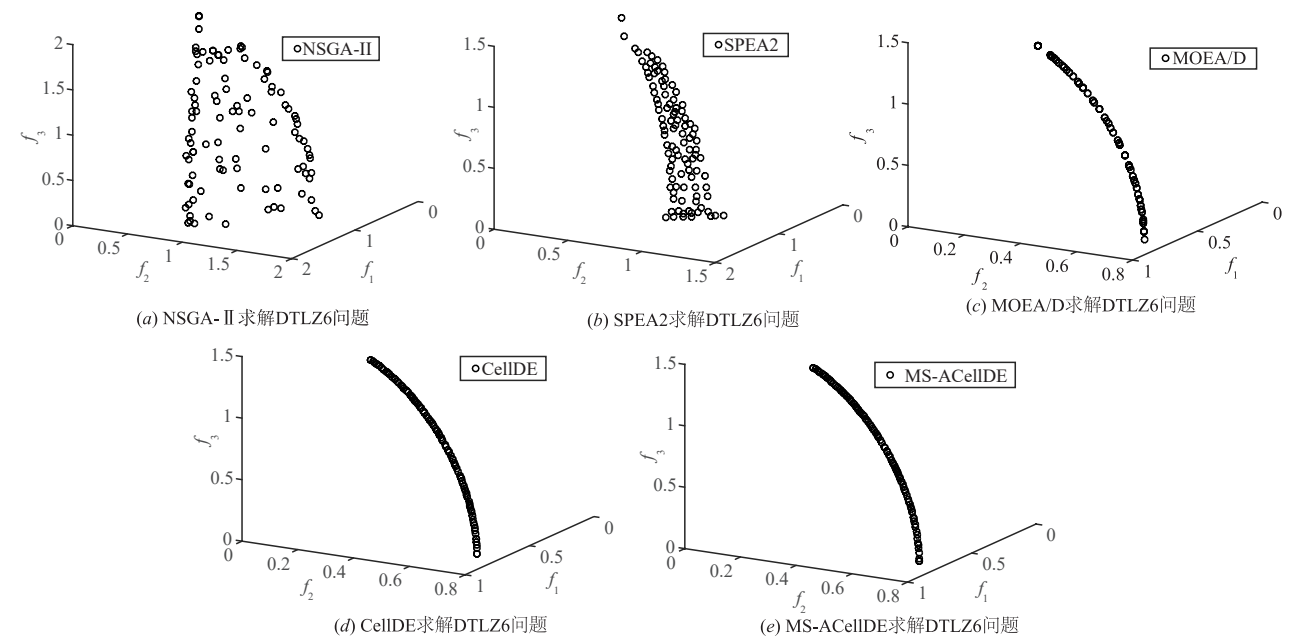 NSGA-II
2
1.5
1
0.5
0
f3
0
0.5
1
1.5
2
f2
2
1
0
f1
(a) NSGA-Ⅱ求解DTLZ6问题
SPEA2
1.5
1
0.5
0
f3
0
0.5
1
1.5
f2
2
1
0
f1
(b) SPEA2求解DTLZ6问题
MOEA/D
1.5
1
0.5
0
f3
0
0.2
0.4
0.6
0.8
f2
1
0.5
0
f1
(c) MOEA/D求解DTLZ6问题
CellDE
1.5
1
0.5
0
f3
0
0.2
0.4
0.6
0.8
f2
1
0.5
0
f1
(d) CellDE求解DTLZ6问题
MS-ACellDE
1.5
1
0.5
0
f3
0
0.2
0.4
0.6
0.8
f2
1
0.5
0
f1
(e) MS-ACellDE求解DTLZ6问题